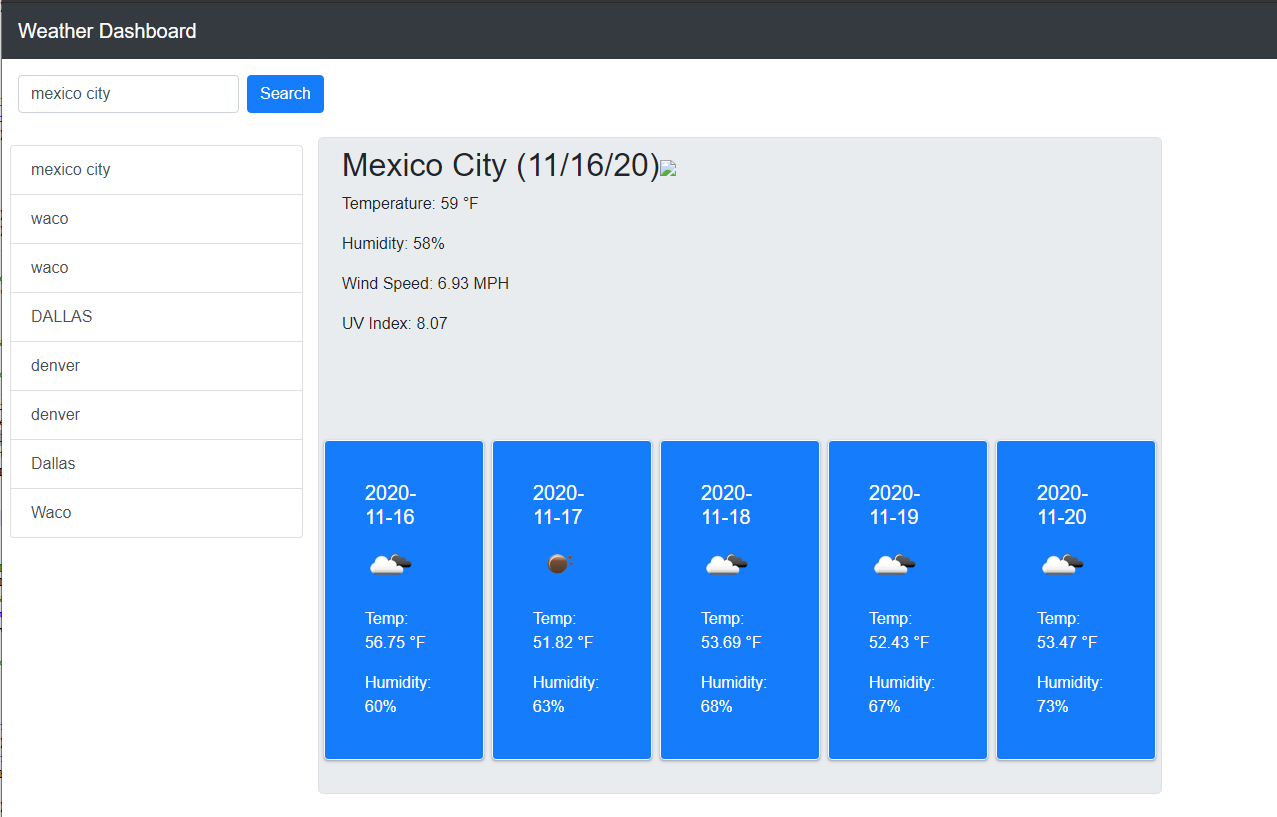 Weather Dashboard
mexico city
Search
mexico city
waco
waco
DALLAS
denver
denver
Dallas
Waco
Mexico City (11/16/20)
Temperature: 59 °F
Humidity: 58%
Wind Speed: 6.93 MPH
UV Index: 8.07
2020-
11-16
Temp:
56.75 °F
Humidity:
60%
2020-
11-17
Temp:
51.82 °F
Humidity:
63%
2020-
11-18
Temp:
53.69 °F
Humidity:
68%
2020-
11-19
Temp:
52.43 °F
Humidity:
67%
2020-
11-20
Temp:
53.47 °F
Humidity:
73%